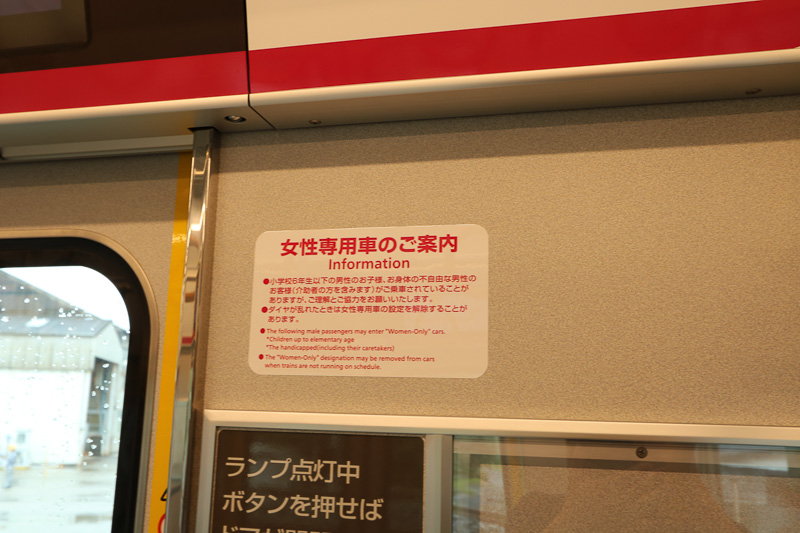 女性専用車のご案内
Information
●小学校6年生以下の男性のお子様、お身体の不自由な男性の
お客様(介助者の方を含みます)がご乗車されていることが
ありますが、ご理解とご協力をお願いいたします。
●ダイヤが乱れたときは女性専用車の設定を解除することが
あります。
●The following male passengers may enter "Women-Only" cars.
*Children up to elementary age
*The handicapped(including their caretakers)
●The "Women-Only" designation may be removed from cars
when trains are not running on schedule.
ランプ点灯中
ボタンを押せば